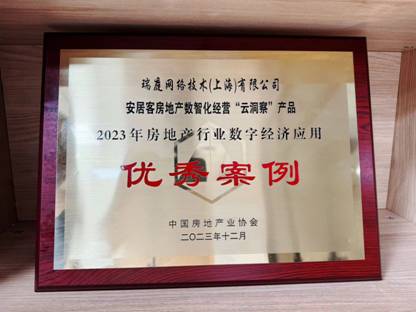 瑞庭网络技术(上海)有限公司
安居客房地产数智化经营“云洞察”产品
2023年房地产行业数字经济应用
优秀案例
中国房地产业协会
二〇二三年十二月